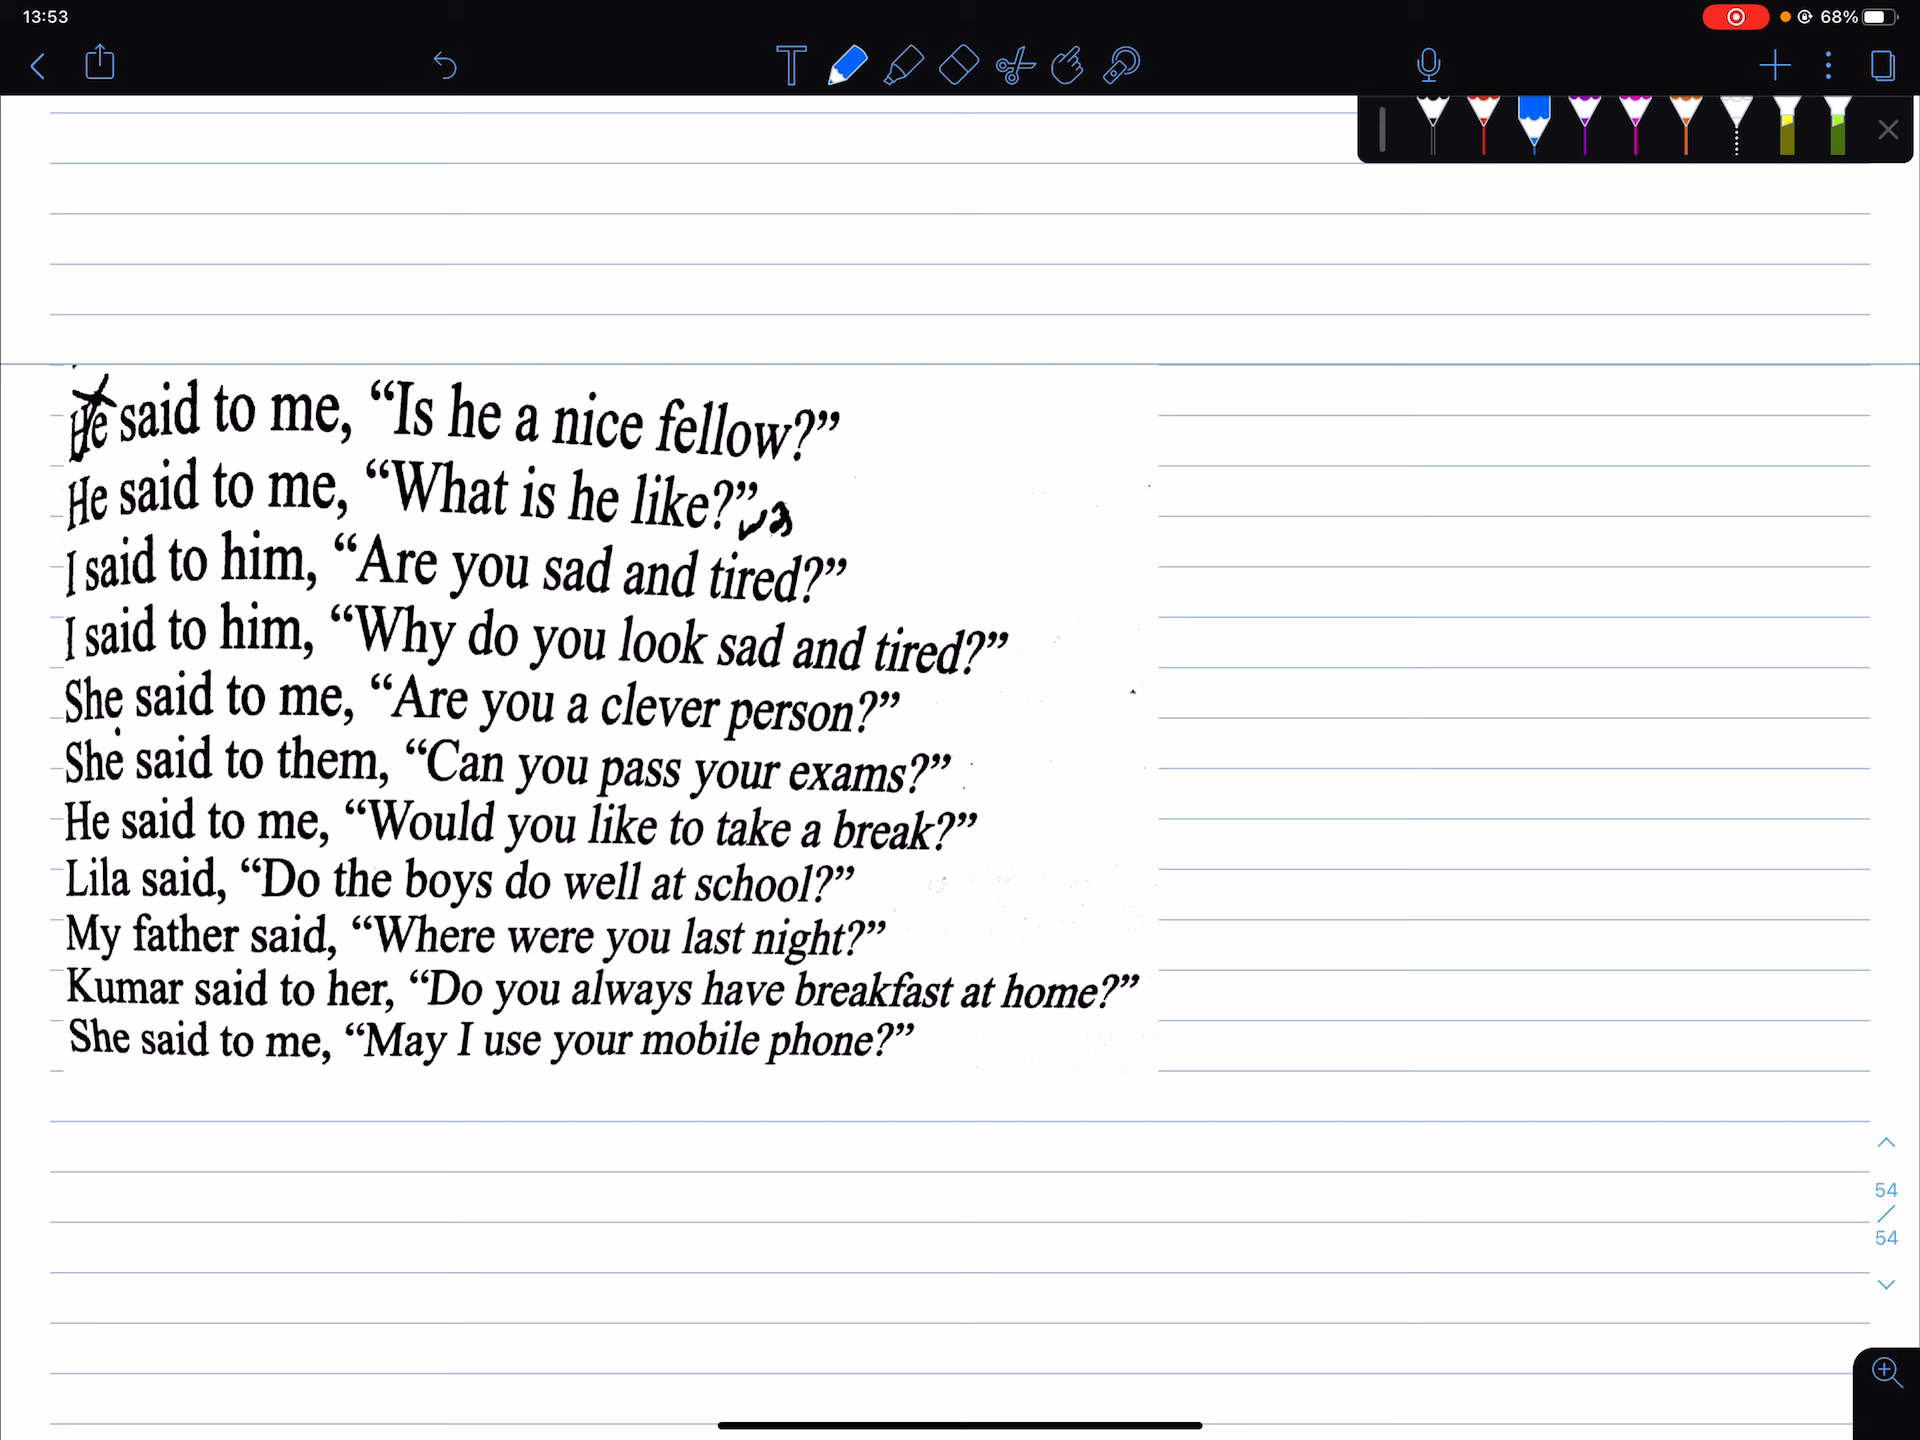 13:53
68%
He said to me, “Is he a nice fellow?”
He said to me, “What is he like?”
I said to him, “Are you sad and tired?”
I said to him, “Why do you look sad and tired?”
She said to me, “Are you a clever person?”
She said to them, “Can you pass your exams?”
He said to me, “Would you like to take a break?”
Lila said, “Do the boys do well at school?”
My father said, “Where were you last night?”
Kumar said to her, “Do you always have breakfast at home?”
She said to me, “May I use your mobile phone?”
54
/
54